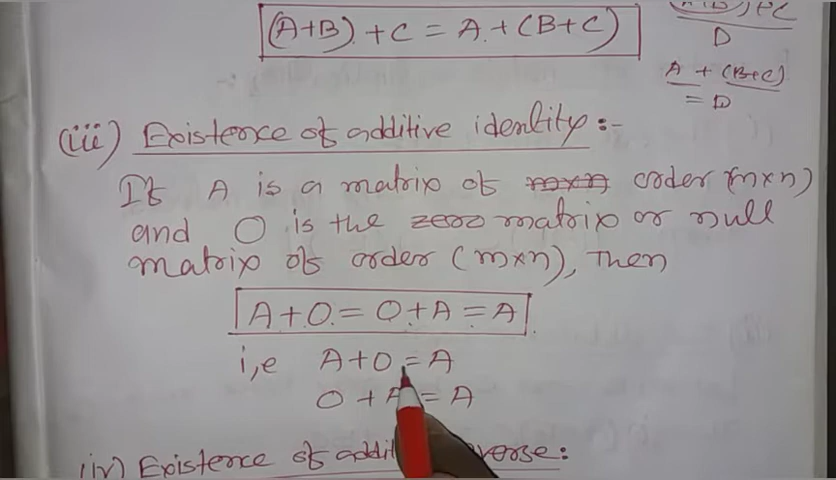 (A+B) + C = A + (B+C)
D
A + (B+C)
= D
(iii) Existence of additive identity :-
If A is a matrix of order (m×n)
and O is the zero matrix or null
matrix of order (m×n), Then
A+O = O+A = A
i,e A+O = A
O + A = A
(iv) Existence of